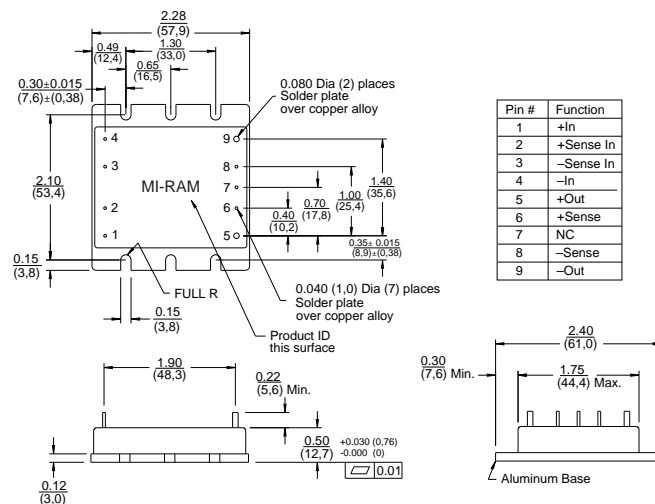 2.28
(57,9)
0.49
(12,4)
1.30
(33,0)
0.65
(16,5)
0.30±0.015
(7,6)±(0,38)
0.080 Dia (2) places
Solder plate
over copper alloy
4
3
2
1
9
8
7
6
5
MI-RAM
2.10
(53,4)
0.40
(10,2)
0.70
(17,8)
1.00
(25,4)
1.40
(35,6)
0.35± 0.015
(8,9)±(0,38)
0.15
(3,8)
FULL R
0.15
(3,8)
0.040 (1,0) Dia (7) places
Solder plate
over copper alloy
Product ID
this surface
Pin # Function
1 +In
2 +Sense In
3 –Sense In
4 –In
5 +Out
6 +Sense
7 NC
8 –Sense
9 –Out
1.90
(48,3)
0.22
(5,6) Min.
0.50
(12,7)
+0.030 (0,76)
-0.000 (0)
0.01
0.12
(3,0)
2.40
(61,0)
0.30
(7,6) Min.
1.75
(44,4) Max.
Aluminum Base